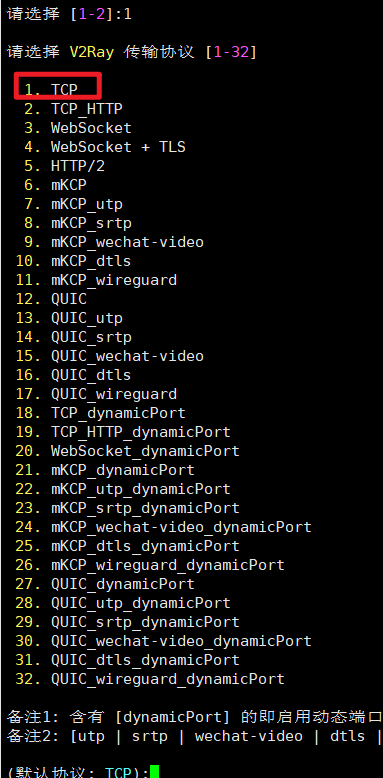 请选择 [1-2]:1
请选择 V2Ray 传输协议 [1-32]
1. TCP
2. TCP_HTTP
3. WebSocket
4. WebSocket + TLS
5. HTTP/2
6. mKCP
7. mKCP_utp
8. mKCP_srtp
9. mKCP_wechat-video
10. mKCP_dtls
11. mKCP_wireguard
12. QUIC
13. QUIC_utp
14. QUIC_srtp
15. QUIC_wechat-video
16. QUIC_dtls
17. QUIC_wireguard
18. TCP_dynamicPort
19. TCP_HTTP_dynamicPort
20. WebSocket_dynamicPort
21. mKCP_dynamicPort
22. mKCP_utp_dynamicPort
23. mKCP_srtp_dynamicPort
24. mKCP_wechat-video_dynamicPort
25. mKCP_dtls_dynamicPort
26. mKCP_wireguard_dynamicPort
27. QUIC_dynamicPort
28. QUIC_utp_dynamicPort
29. QUIC_srtp_dynamicPort
30. QUIC_wechat-video_dynamicPort
31. QUIC_dtls_dynamicPort
32. QUIC_wireguard_dynamicPort
备注1: 含有 [dynamicPort] 的即启用动态端口
备注2: [utp | srtp | wechat-video | dtls |
(默认协议: TCP):